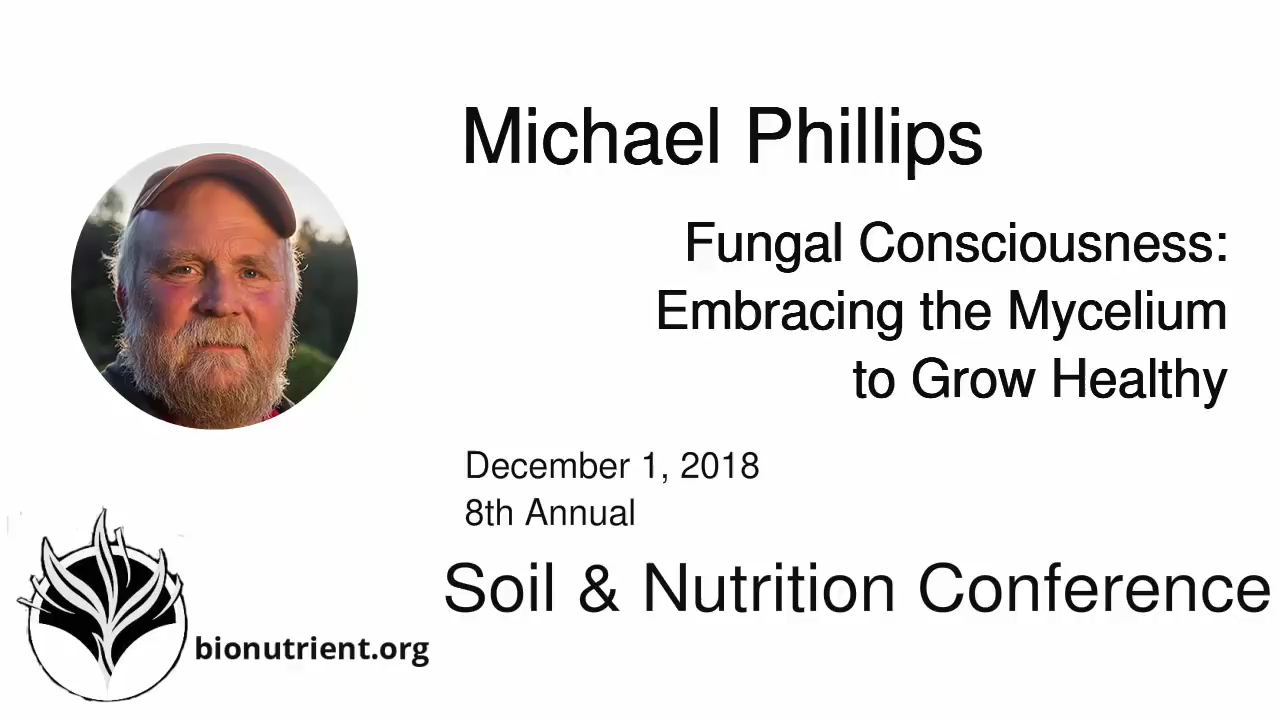 Michael Phillips
Fungal Consciousness:
Embracing the Mycelium
to Grow Healthy
December 1, 2018
8th Annual
Soil & Nutrition Conference
bionutrient.org